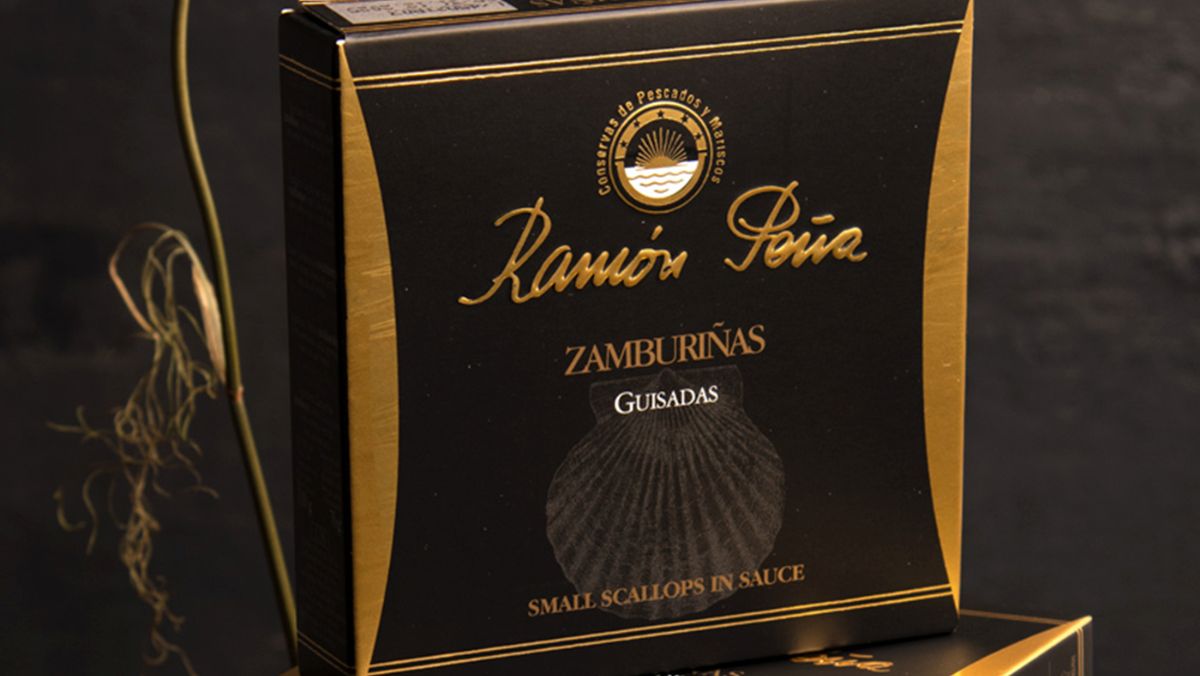 Conservas de Pescados y Mariscos
Ramón Peña
ZAMBURIÑAS
GUISADAS
SMALL SCALLOPS IN SAUCE